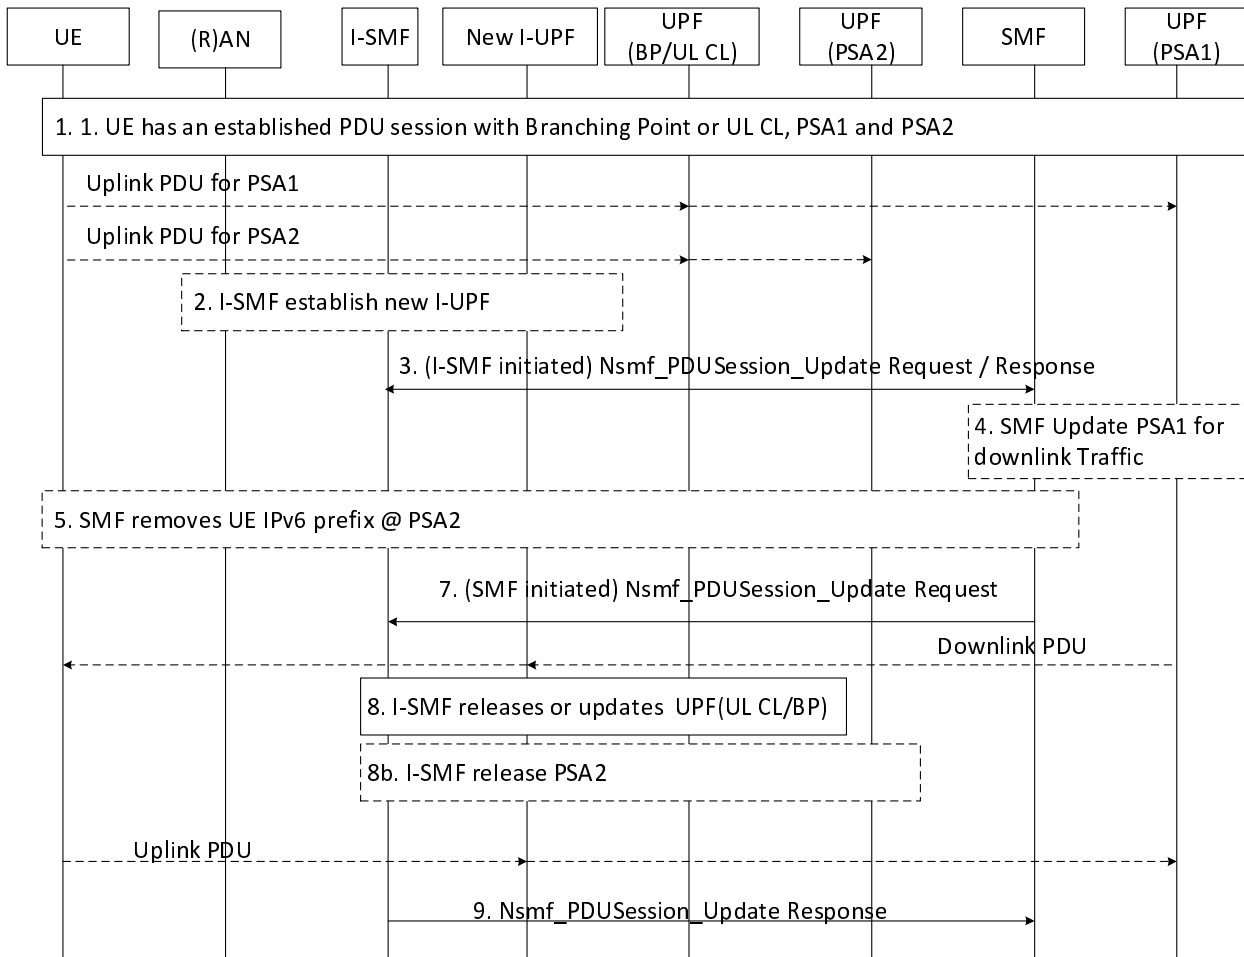 UE
(R)AN
I-SMF
New I-UPF
UPF
(BP/UL CL)
UPF
(PSA2)
SMF
UPF
(PSA1)
1. 1. UE has an established PDU session with Branching Point or UL CL, PSA1 and PSA2
Uplink PDU for PSA1
Uplink PDU for PSA2
2. I-SMF establish new I-UPF
3. (I-SMF initiated) Nsmf_PDUSession_Update Request / Response
4. SMF Update PSA1 for
downlink Traffic
5. SMF removes UE IPv6 prefix @ PSA2
7. (SMF initiated) Nsmf_PDUSession_Update Request
Downlink PDU
8. I-SMF releases or updates  UPF(UL CL/BP)
8b. I-SMF release PSA2
Uplink PDU
9. Nsmf_PDUSession_Update Response